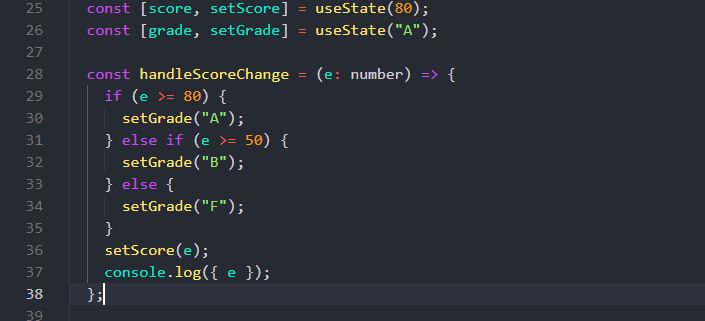 25 const [score, setScore] = useState(80);
26 const [grade, setGrade] = useState("A");
27
28 const handleScoreChange = (e: number) => {
29 if (e >= 80) {
30 setGrade("A");
31 } else if (e >= 50) {
32 setGrade("B");
33 } else {
34 setGrade("F");
35 }
36 setScore(e);
37 console.log({ e });
38 };
39